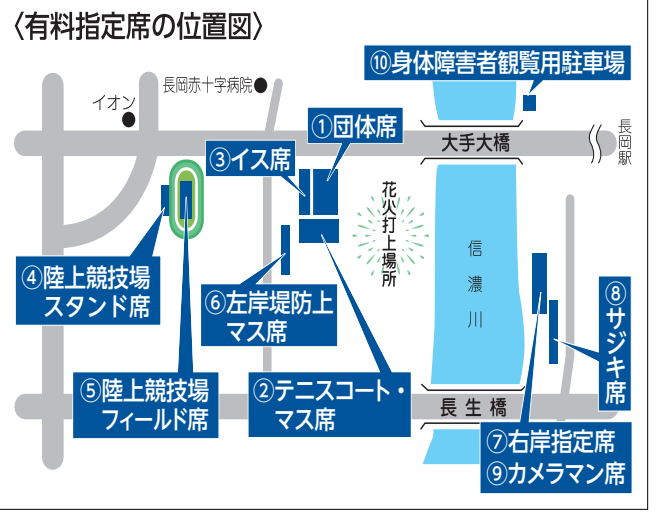 〈有料指定席の位置図〉
⑩身体障害者観覧用駐車場
長岡赤十字病院
イオン
①団体席
大手大橋
長岡駅
③イス席
花火打上場所
信濃川
④陸上競技場
スタンド席
⑥左岸堤防上
マス席
⑧サジキ席
⑤陸上競技場
フィールド席
②テニスコート・
マス席
長生橋
⑦右岸指定席
⑨カメラマン席